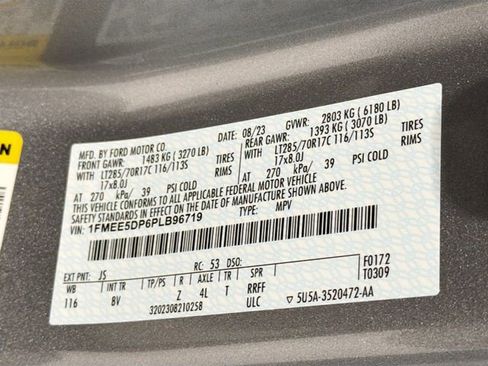 N
MFD. BY FORD MOTOR CO. 08/23 GVWR: 2803 KG (6180 LB)
FRONT GAWR: 1483 KG (3270 LB) REAR GAWR: 1393 KG (3070 LB)
WITH LT285/70R17C 116/113S TIRES WITH LT285/70R17C 116/113S TIRES
17x8.0J RIMS 17x8.0J RIMS
AT 270 kPa/ 39 PSI COLD AT 270 kPa/ 39 PSI COLD
THIS VEHICLE CONFORMS TO ALL APPLICABLE FEDERAL MOTOR VEHICLE
SAFETY STANDARDS IN EFFECT ON THE DATE OF MANUFACTURE SHOWN ABOVE.
VIN: 1FMEE5DP6PLB96719 TYPE: MPV
EXT PNT: JS RC: 53 DSO: F0172
WB BR TP/PS R AXLE TR SPR T0309
116 8V Z 4L T RRFF
3202308210258 ULC 5U5A-3520472-AA